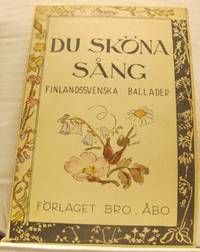 DU SKÖNA
SÅNG
FINLANDSSVENSKA BALLADER
FÖRLAGET BRO, ÅBO